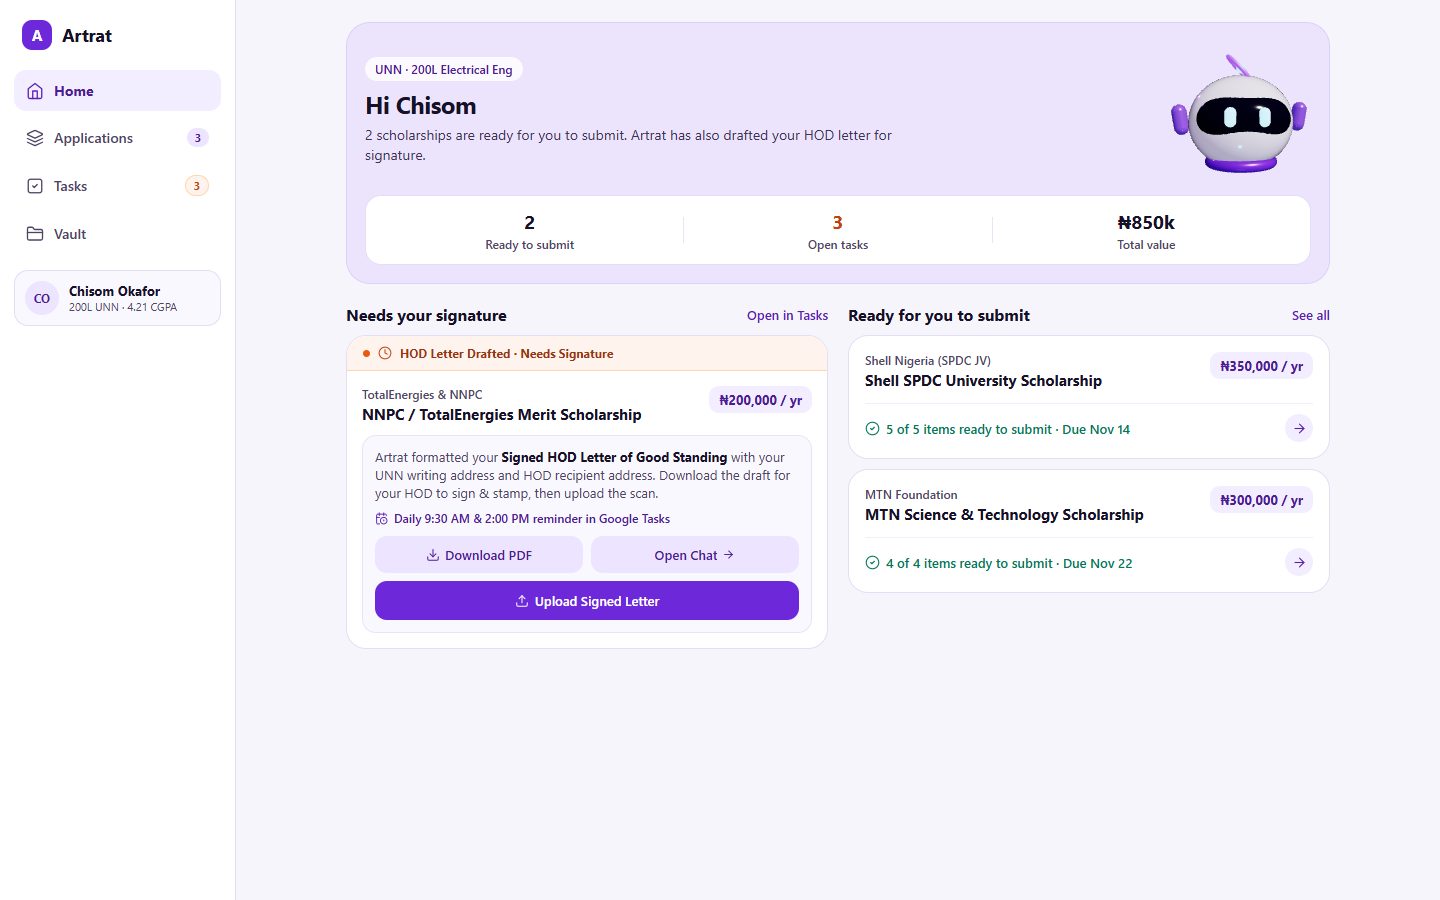 A Artrat
Home
Applications 3
Tasks 3
Vault
CO Chisom Okafor
200L UNN · 4.21 CGPA
UNN · 200L Electrical Eng
Hi Chisom
2 scholarships are ready for you to submit. Artrat has also drafted your HOD letter for
signature.
2
Ready to submit
3
Open tasks
₦850k
Total value
Needs your signature
Open in Tasks
HOD Letter Drafted · Needs Signature
TotalEnergies & NNPC
NNPC / TotalEnergies Merit Scholarship
₦200,000 / yr
Artrat formatted your Signed HOD Letter of Good Standing with your
UNN writing address and HOD recipient address. Download the draft for
your HOD to sign & stamp, then upload the scan.
Daily 9:30 AM & 2:00 PM reminder in Google Tasks
Download PDF
Open Chat →
Upload Signed Letter
Ready for you to submit
See all
Shell Nigeria (SPDC JV)
Shell SPDC University Scholarship
₦350,000 / yr
5 of 5 items ready to submit · Due Nov 14
MTN Foundation
MTN Science & Technology Scholarship
₦300,000 / yr
4 of 4 items ready to submit · Due Nov 22